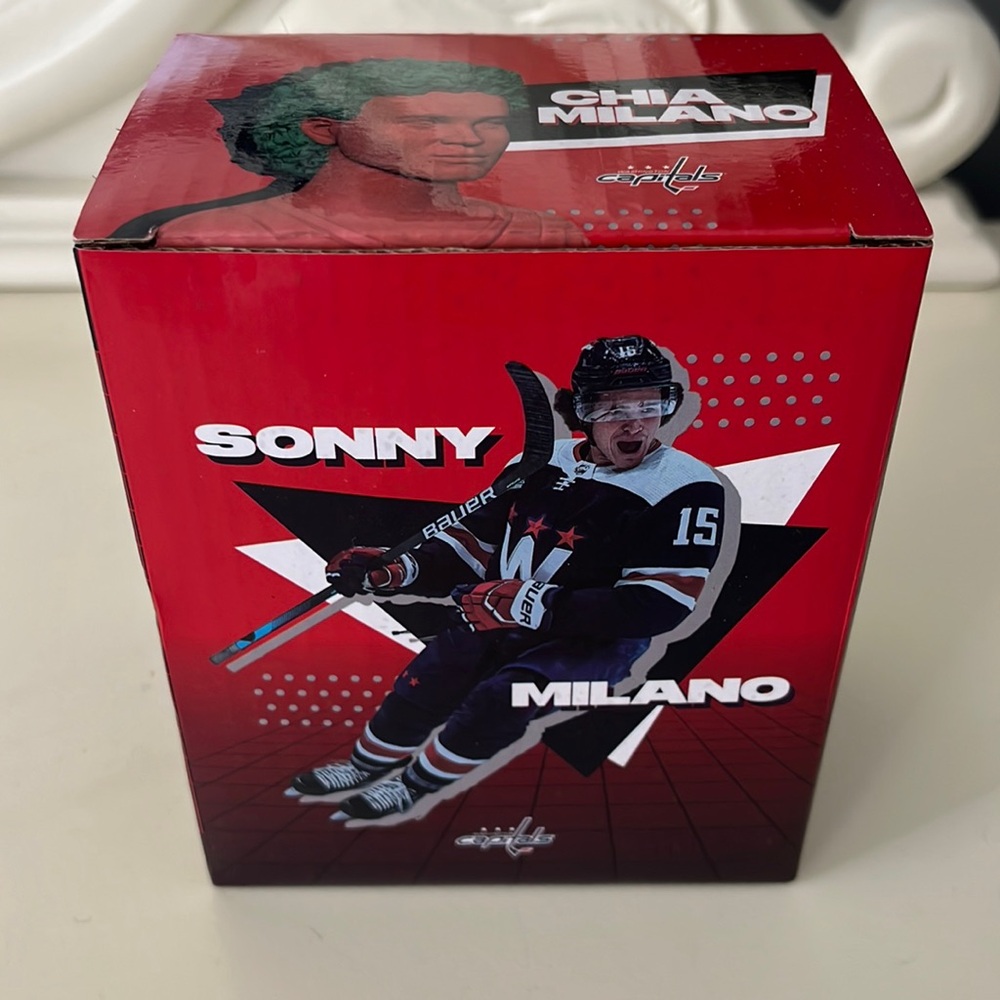 CHIA
MILANO
capitals
15
SONNY
BAUER
15
W
BAUER
MILANO
capitals